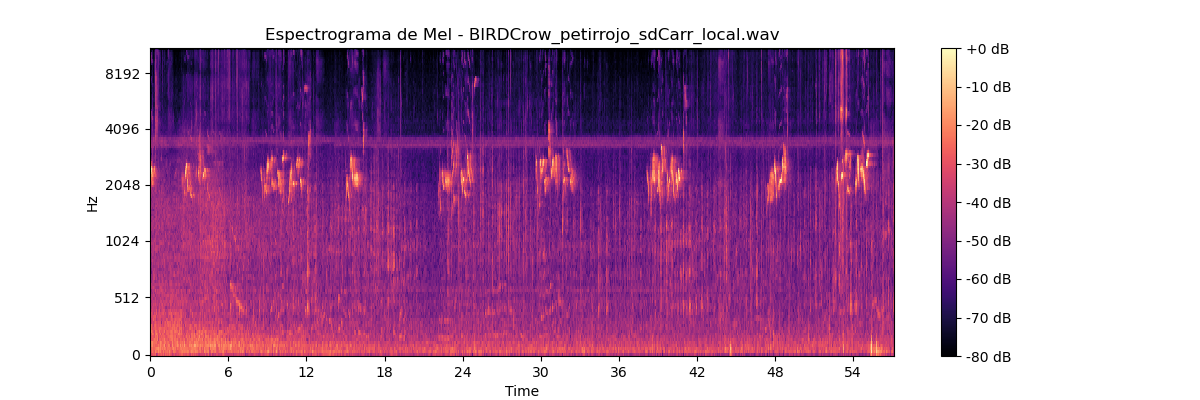 Espectrograma de Mel - BIRDCrow_petirrojo_sdCarr_local.wav
Hz
8192
4096
2048
1024
512
0
0 6 12 18 24 30 36 42 48 54
Time
+0 dB
-10 dB
-20 dB
-30 dB
-40 dB
-50 dB
-60 dB
-70 dB
-80 dB